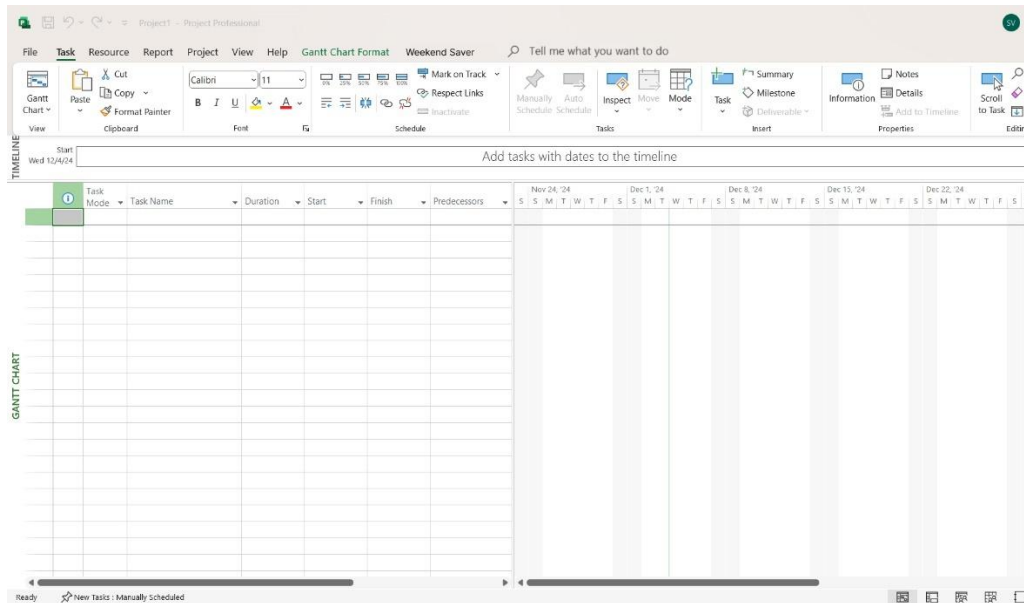 Project1 - Project Professional
SV
File Task Resource Report Project View Help Gantt Chart Format Weekend Saver Tell me what you want to do
Gantt Chart
View
Paste
Cut
Copy
Format Painter
Clipboard
Calibri 11
B I U A
Font
0% 25% 50% 75% 100%
Mark on Track
Respect Links
Inactivate
Schedule
Manually Schedule
Auto Schedule
Inspect
Move
Mode
Tasks
Task
Summary
Milestone
Deliverable
Insert
Information
Notes
Details
Add to Timeline
Properties
Scroll to Task
TIMELINE
Start
Wed 12/4/24
Add tasks with dates to the timeline
Task Mode Task Name Duration Start Finish Predecessors
Nov 24, '24 Dec 1, '24 Dec 8, '24 Dec 15, '24 Dec 22, '24
S S M T W T F S S M T W T F S S M T W T F S S M T W T F S S M T W T F S
GANTT CHART
Ready New Tasks : Manually Scheduled